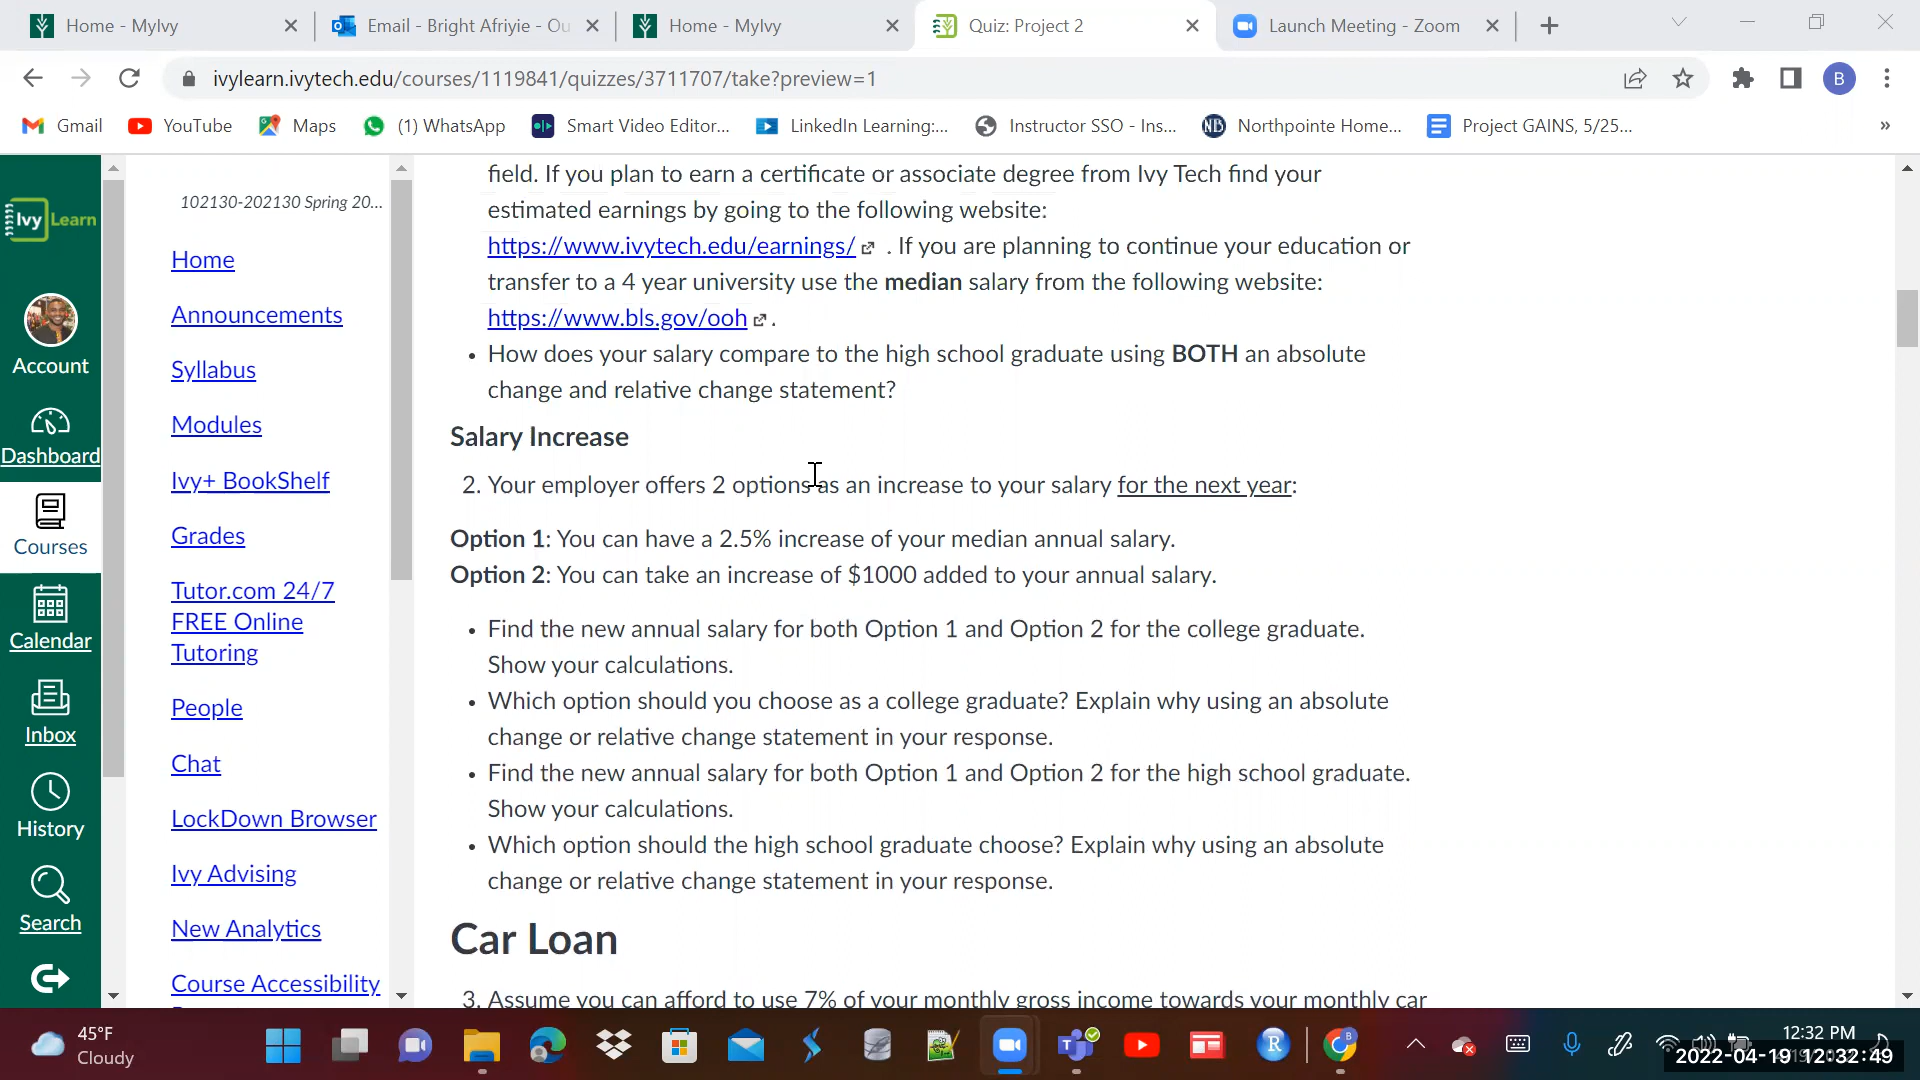 Home - MyIvy
Email - Bright Afriyie - Ou
Home - MyIvy
Quiz: Project 2
Launch Meeting - Zoom
ivylearn.ivytech.edu/courses/1119841/quizzes/3711707/take?preview=1
B
Gmail
YouTube
Maps
(1) WhatsApp
Smart Video Editor...
LinkedIn Learning:...
Instructor SSO - Ins...
NB
Northpointe Home...
Project GAINS, 5/25...
»
Ivy Learn
Account
Dashboard
Courses
Calendar
Inbox
History
Search
102130-202130 Spring 20...
Home
Announcements
Syllabus
Modules
Ivy+ BookShelf
Grades
Tutor.com 24/7
FREE Online
Tutoring
People
Chat
LockDown Browser
Ivy Advising
New Analytics
Course Accessibility
field. If you plan to earn a certificate or associate degree from Ivy Tech find your
estimated earnings by going to the following website:
https://www.ivytech.edu/earnings/ . If you are planning to continue your education or
transfer to a 4 year university use the median salary from the following website:
https://www.bls.gov/ooh .
• How does your salary compare to the high school graduate using BOTH an absolute
change and relative change statement?
Salary Increase
2. Your employer offers 2 options as an increase to your salary for the next year:
Option 1: You can have a 2.5% increase of your median annual salary.
Option 2: You can take an increase of $1000 added to your annual salary.
• Find the new annual salary for both Option 1 and Option 2 for the college graduate.
Show your calculations.
• Which option should you choose as a college graduate? Explain why using an absolute
change or relative change statement in your response.
• Find the new annual salary for both Option 1 and Option 2 for the high school graduate.
Show your calculations.
• Which option should the high school graduate choose? Explain why using an absolute
change or relative change statement in your response.
Car Loan
3. Assume you can afford to use 7% of your monthly gross income towards your monthly car
45°F
Cloudy
R
B
12:32 PM
2022-04-19 12:32:49